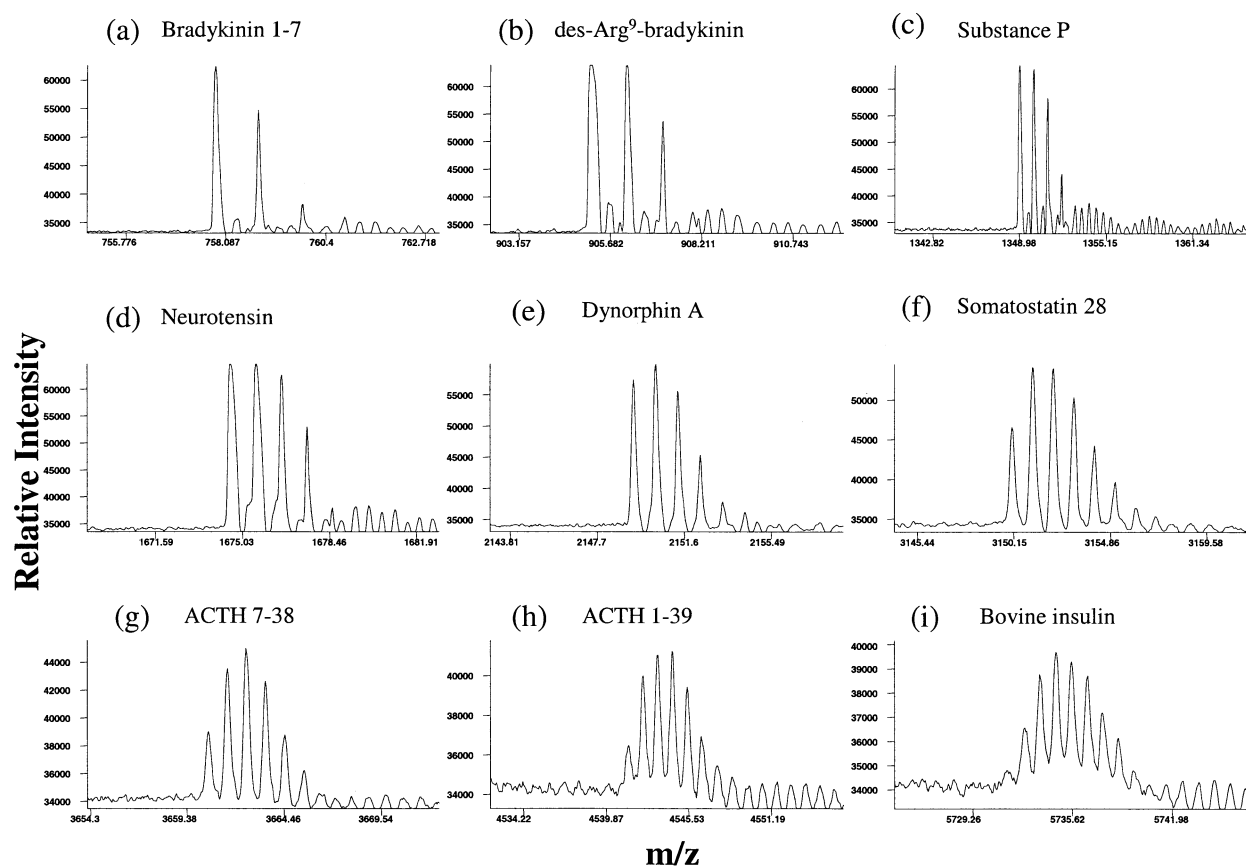 (a) Bradykinin 1-7
60000
55000
50000
45000
40000
35000
755.776 758.087 760.4 762.718
(b) des-Arg⁹-bradykinin
60000
55000
50000
45000
40000
35000
903.157 905.682 908.211 910.743
(c) Substance P
60000
55000
50000
45000
40000
35000
1342.82 1348.98 1355.15 1361.34
Relative Intensity
(d) Neurotensin
60000
55000
50000
45000
40000
35000
1671.59 1675.03 1678.46 1681.91
(e) Dynorphin A
55000
50000
45000
40000
35000
2143.81 2147.7 2151.6 2155.49
(f) Somatostatin 28
50000
45000
40000
35000
3145.44 3150.15 3154.86 3159.58
(g) ACTH 7-38
44000
42000
40000
38000
36000
34000
3654.3 3659.38 3664.46 3669.54
(h) ACTH 1-39
40000
38000
36000
34000
4534.22 4539.87 4545.53 4551.19
(i) Bovine insulin
40000
39000
38000
37000
36000
35000
34000
5729.26 5735.62 5741.98
m/z